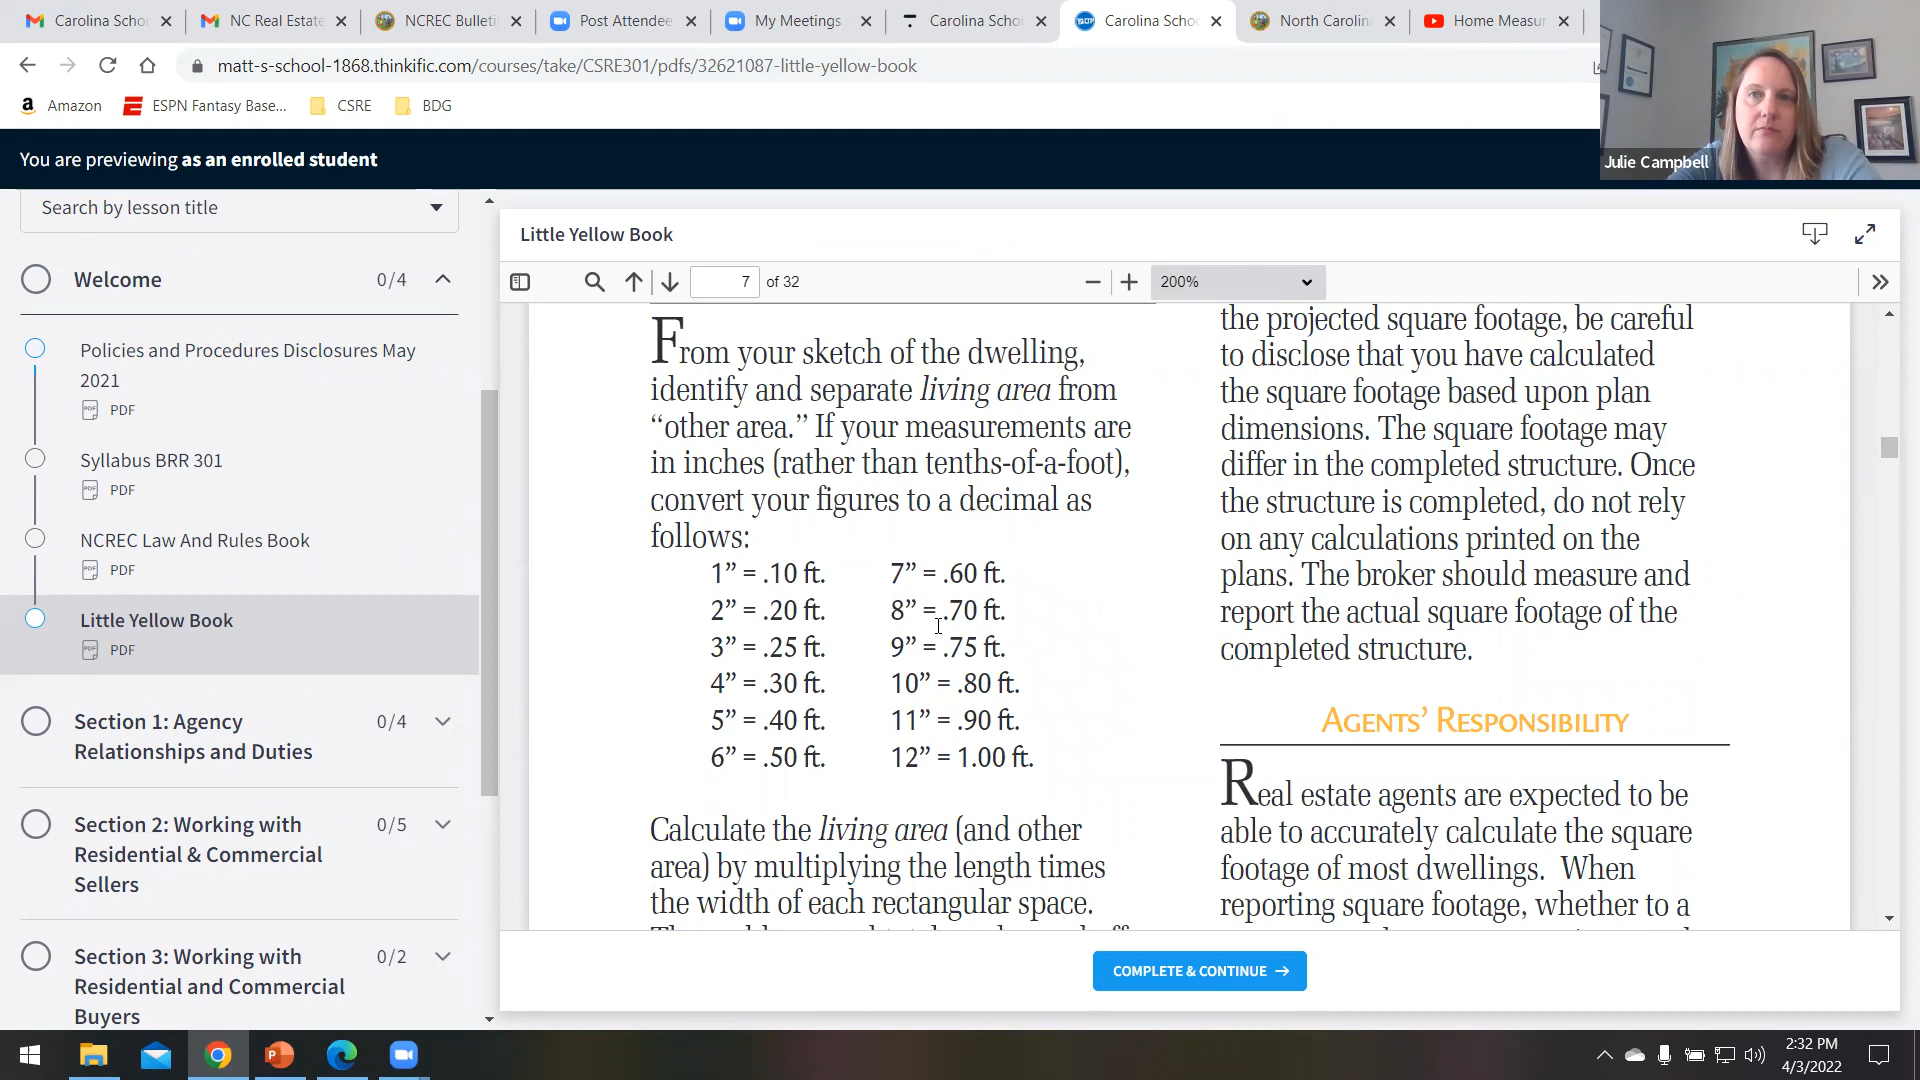 Carolina Scho
NC Real Estate
NCREC Bulleti
Post Attendee
My Meetings
Carolina Scho
Carolina Scho
North Carolin
Home Measu
matt-s-school-1868.thinkific.com/courses/take/CSRE301/pdfs/32621087-little-yellow-book
Amazon
ESPN Fantasy Base...
CSRE
BDG
Julie Campbell
You are previewing as an enrolled student
Search by lesson title
Welcome 0/4
Policies and Procedures Disclosures May
2021
PDF
Syllabus BRR 301
PDF
NCREC Law And Rules Book
PDF
Little Yellow Book
PDF
Section 1: Agency 0/4
Relationships and Duties
Section 2: Working with 0/5
Residential & Commercial
Sellers
Section 3: Working with 0/2
Residential and Commercial
Buyers
Little Yellow Book
7 of 32
200%
From your sketch of the dwelling,
identify and separate living area from
“other area.” If your measurements are
in inches (rather than tenths-of-a-foot),
convert your figures to a decimal as
follows:
1” = .10 ft. 7” = .60 ft.
2” = .20 ft. 8” = .70 ft.
3” = .25 ft. 9” = .75 ft.
4” = .30 ft. 10” = .80 ft.
5” = .40 ft. 11” = .90 ft.
6” = .50 ft. 12” = 1.00 ft.
Calculate the living area (and other
area) by multiplying the length times
the width of each rectangular space.
the projected square footage, be careful
to disclose that you have calculated
the square footage based upon plan
dimensions. The square footage may
differ in the completed structure. Once
the structure is completed, do not rely
on any calculations printed on the
plans. The broker should measure and
report the actual square footage of the
completed structure.
AGENTS’ RESPONSIBILITY
Real estate agents are expected to be
able to accurately calculate the square
footage of most dwellings. When
reporting square footage, whether to a
COMPLETE & CONTINUE
2:32 PM
4/3/2022